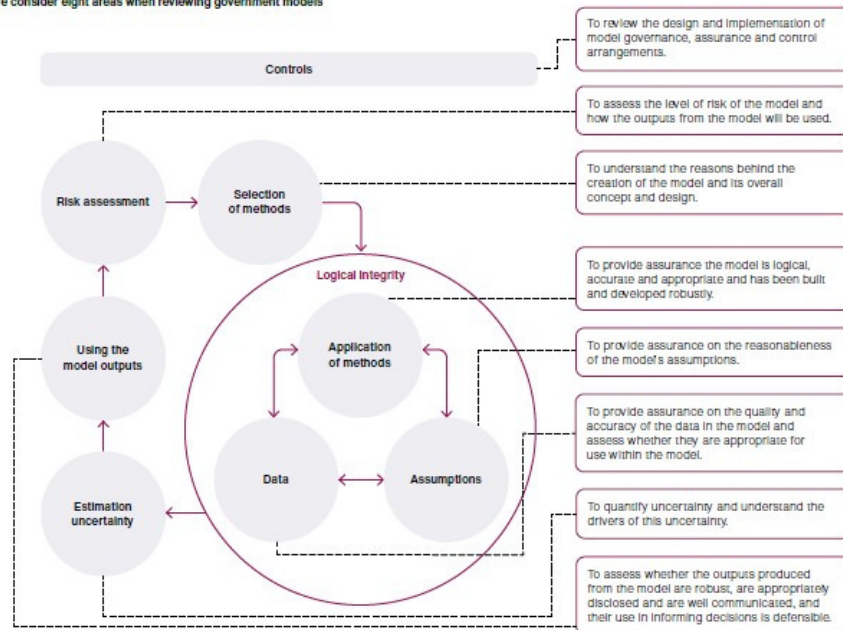 consider eight areas when reviewing government models
Controls
To review the design and implementation of
model governance, assurance and control
arrangements.
To assess the level of risk of the model and
how the outputs from the model will be used.
Risk assessment
Selection
of methods
To understand the reasons behind the
creation of the model and its overall
concept and design.
Logical integrity
To provide assurance the model is logical,
accurate and appropriate and has been built
and developed robustly.
Using the
model outputs
Application
of methods
To provide assurance on the reasonableness
of the model's assumptions.
To provide assurance on the quality and
accuracy of the data in the model and
assess whether they are appropriate for
use within the model.
Data
Assumptions
Estimation
uncertainty
To quantify uncertainty and understand the
drivers of this uncertainty.
To assess whether the outputs produced
from the model are robust, are appropriately
disclosed and are well communicated, and
their use in informing decisions is defensible.